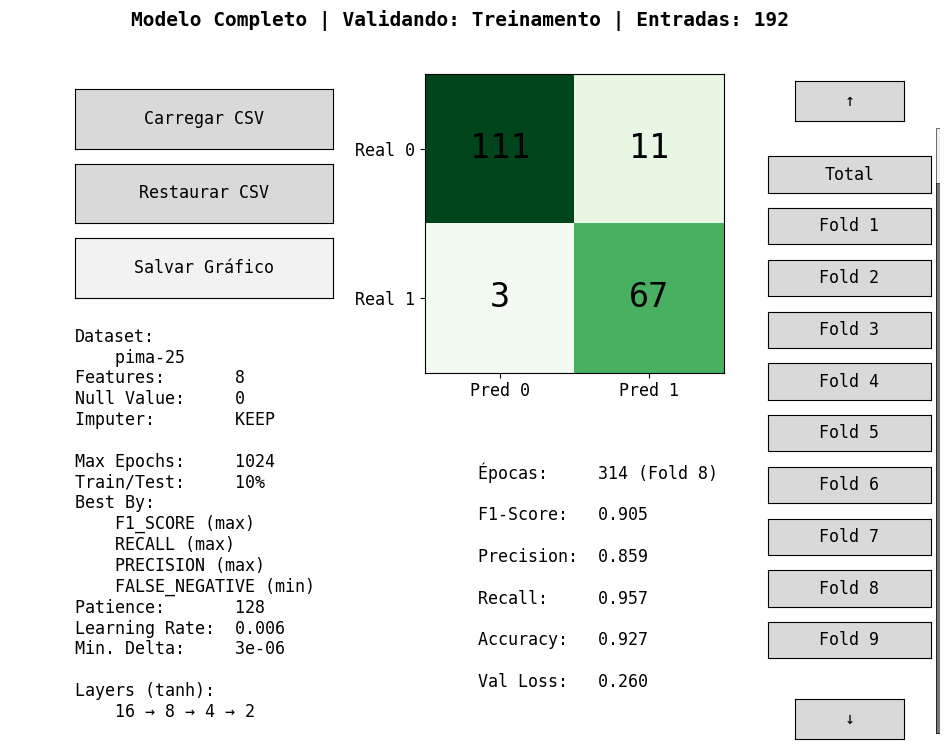 Modelo Completo | Validando: Treinamento | Entradas: 192
Carregar CSV
Restaurar CSV
Salvar Gráfico
Dataset:
    pima-25
Features:       8
Null Value:     0
Imputer:        KEEP
Max Epochs:     1024
Train/Test:     10%
Best By:
    F1_SCORE (max)
    RECALL (max)
    PRECISION (max)
    FALSE_NEGATIVE (min)
Patience:       128
Learning Rate:  0.006
Min. Delta:     3e-06
Layers (tanh):
    16 → 8 → 4 → 2
Real 0 111 11
Real 1 3 67
Pred 0 Pred 1
Épocas:     314 (Fold 8)
F1-Score:   0.905
Precision:  0.859
Recall:     0.957
Accuracy:   0.927
Val Loss:   0.260
↑
Total
Fold 1
Fold 2
Fold 3
Fold 4
Fold 5
Fold 6
Fold 7
Fold 8
Fold 9
↓